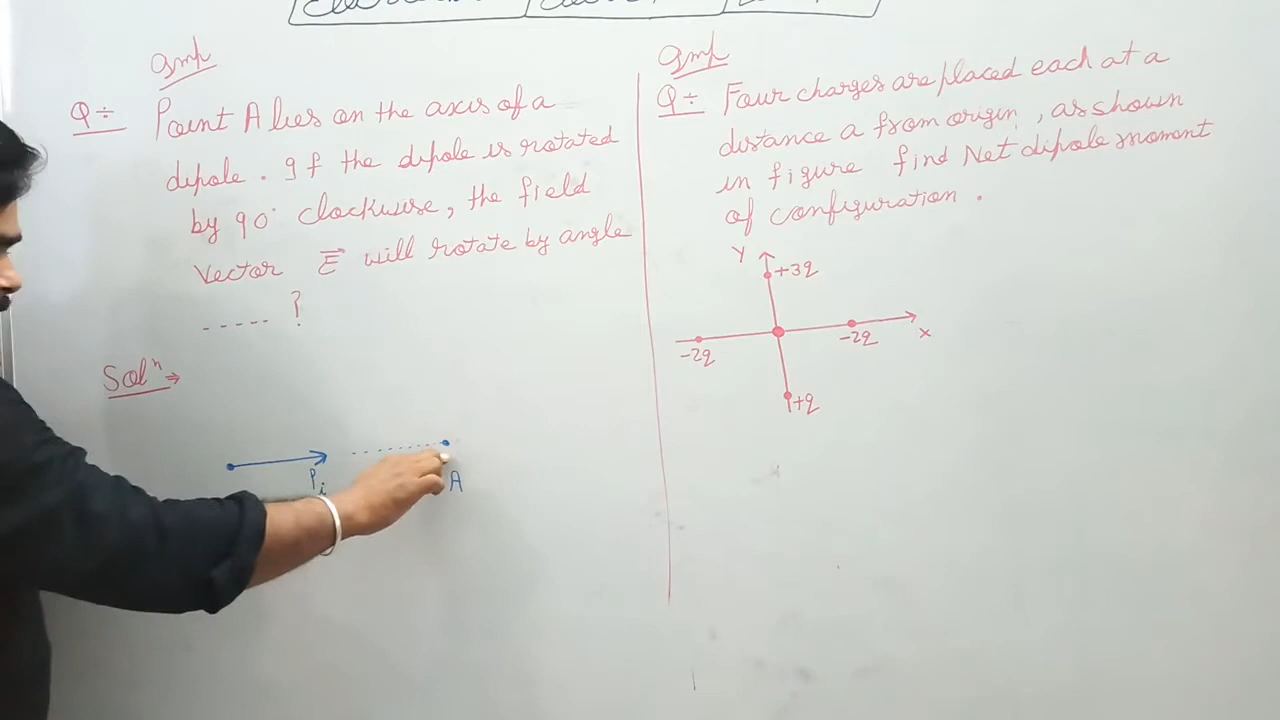 Imp
Q÷ Point A lies on the axis of a
dipole. If the dipole is rotated
by 90° clockwise, the field
vector E⃗ will rotate by angle
----- ?
Solⁿ ⇒
Pᵢ
A
Imp
Q÷ Four charges are placed each at a
distance a from origin, as shown
in figure find Net dipole moment
of configuration.
Y
+3q
-2q
-2q
X
+q